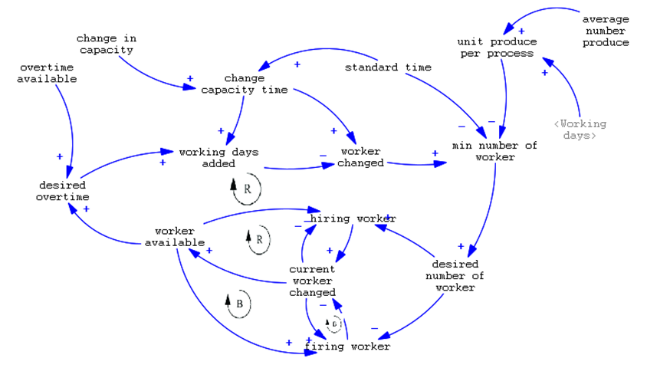 change in
capacity
average
number
produce
overtime
available
unit produce
per process
standard time
change
capacity time
<Working
days>
working days
added
worker
changed
min number of
worker
desired
overtime
R
worker
available
hiring worker
R
current
worker
changed
desired
number of
worker
B
firing worker